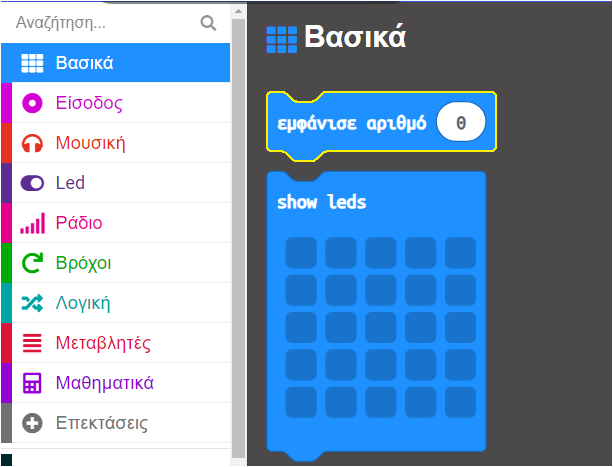 Αναζήτηση...
Βασικά
Είσοδος
Μουσική
Led
Ράδιο
Βρόχοι
Λογική
Μεταβλητές
Μαθηματικά
Επεκτάσεις
Βασικά
εμφάνισε αριθμό 0
show leds